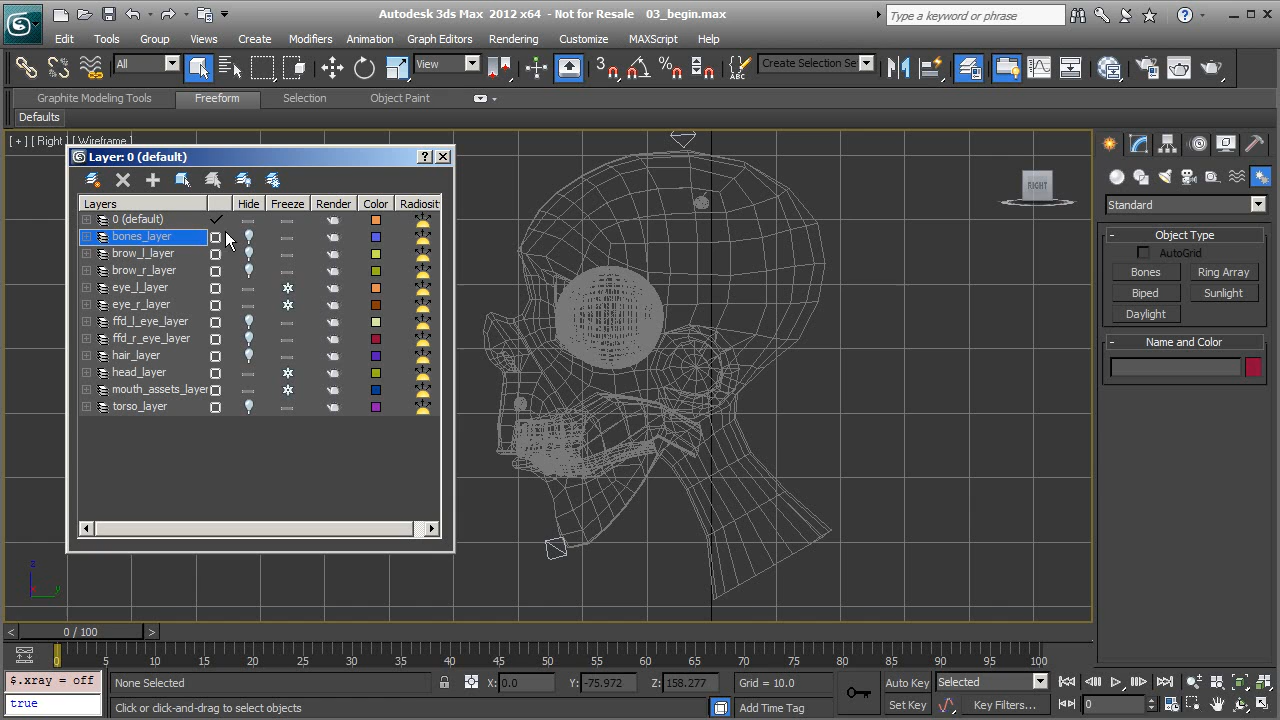 Autodesk 3ds Max 2012 x64 - Not for Resale 03_begin.max
Type a keyword or phrase
Edit Tools Group Views Create Modifiers Animation Graph Editors Rendering Customize MAXScript Help
All View Create Selection Se
Graphite Modeling Tools Freeform Selection Object Paint
Defaults
[ + ] [ Right ] [ Wireframe ]
Layer: 0 (default)
Layers Hide Freeze Render Color Radiosit
0 (default)
bones_layer
brow_l_layer
brow_r_layer
eye_l_layer
eye_r_layer
ffd_l_eye_layer
ffd_r_eye_layer
hair_layer
head_layer
mouth_assets_layer
torso_layer
RIGHT
Standard
- Object Type
AutoGrid
Bones Ring Array
Biped Sunlight
Daylight
- Name and Color
z
x y
< 0 / 100 >
0 5 10 15 20 25 30 35 40 45 50 55 60 65 70 75 80 85 90 95 100
$.xray = off
true
None Selected X: 0.0 Y: -75.972 Z: 158.277 Grid = 10.0
Click or click-and-drag to select objects Add Time Tag
Auto Key Selected
Set Key Key Filters... 0